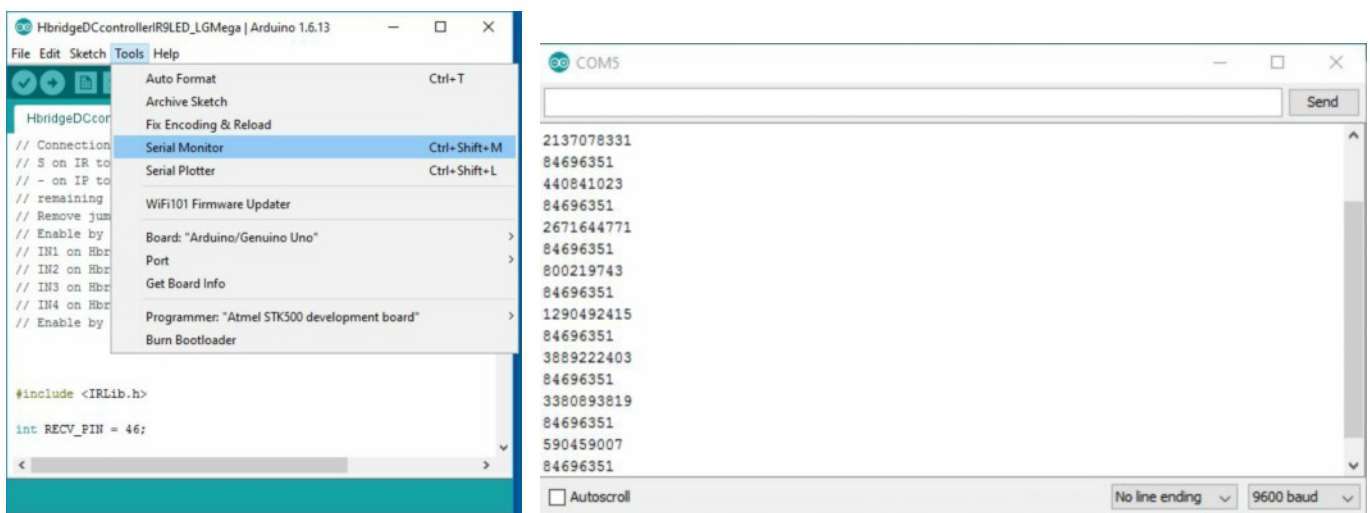 HbridgeDCcontrollerIR9LED_LGMega | Arduino 1.6.13
File Edit Sketch Tools Help
Auto Format Ctrl+T
Archive Sketch
Fix Encoding & Reload
Serial Monitor Ctrl+Shift+M
Serial Plotter Ctrl+Shift+L
WiFi101 Firmware Updater
Board: "Arduino/Genuino Uno"
Port
Get Board Info
Programmer: "Atmel STK500 development board"
Burn Bootloader
HbridgeDCcor
// Connection
// S on IR to
// - on IP to
// remaining
// Remove jum
// Enable by
// IN1 on Hbr
// IN2 on Hbr
// IN3 on Hbr
// IN4 on Hbr
// Enable by
#include <IRLib.h>
int RECV_PIN = 46;
COM5
Send
2137078331
84696351
440841023
84696351
2671644771
84696351
800219743
84696351
1290492415
84696351
3889222403
84696351
3380893819
84696351
590459007
84696351
Autoscroll
No line ending
9600 baud